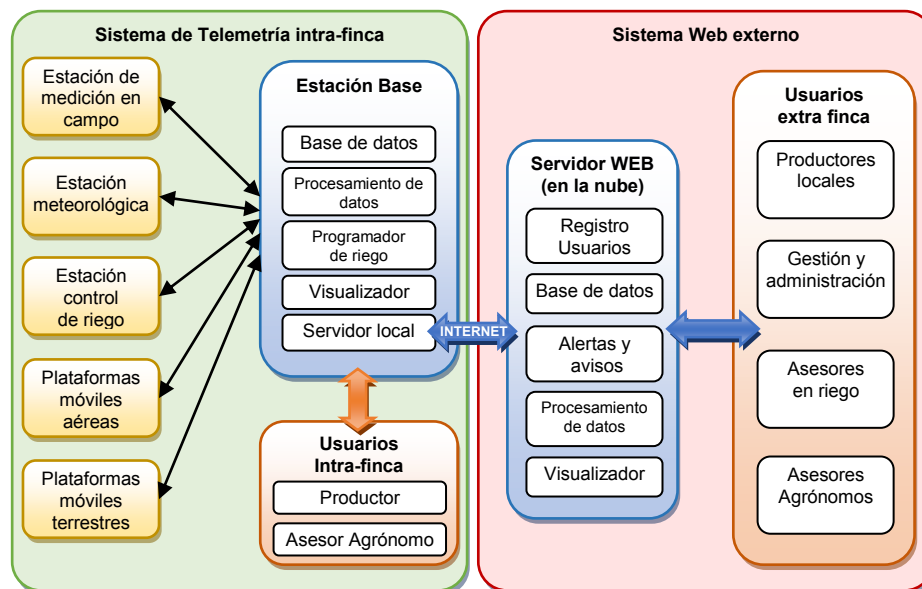 Sistema de Telemetría intra-finca
Estación de
medición en
campo
Estación
meteorológica
Estación
control
de riego
Plataformas
móviles
aéreas
Plataformas
móviles
terrestres
Estación Base
Base de datos
Procesamiento de
datos
Programador
de riego
Visualizador
Servidor local
Usuarios
Intra-finca
Productor
Asesor Agrónomo
INTERNET
Sistema Web externo
Servidor WEB
(en la nube)
Registro
Usuarios
Base de datos
Alertas y
avisos
Procesamiento
de datos
Visualizador
Usuarios
extra finca
Productores
locales
Gestión y
administración
Asesores
en riego
Asesores
Agrónomos